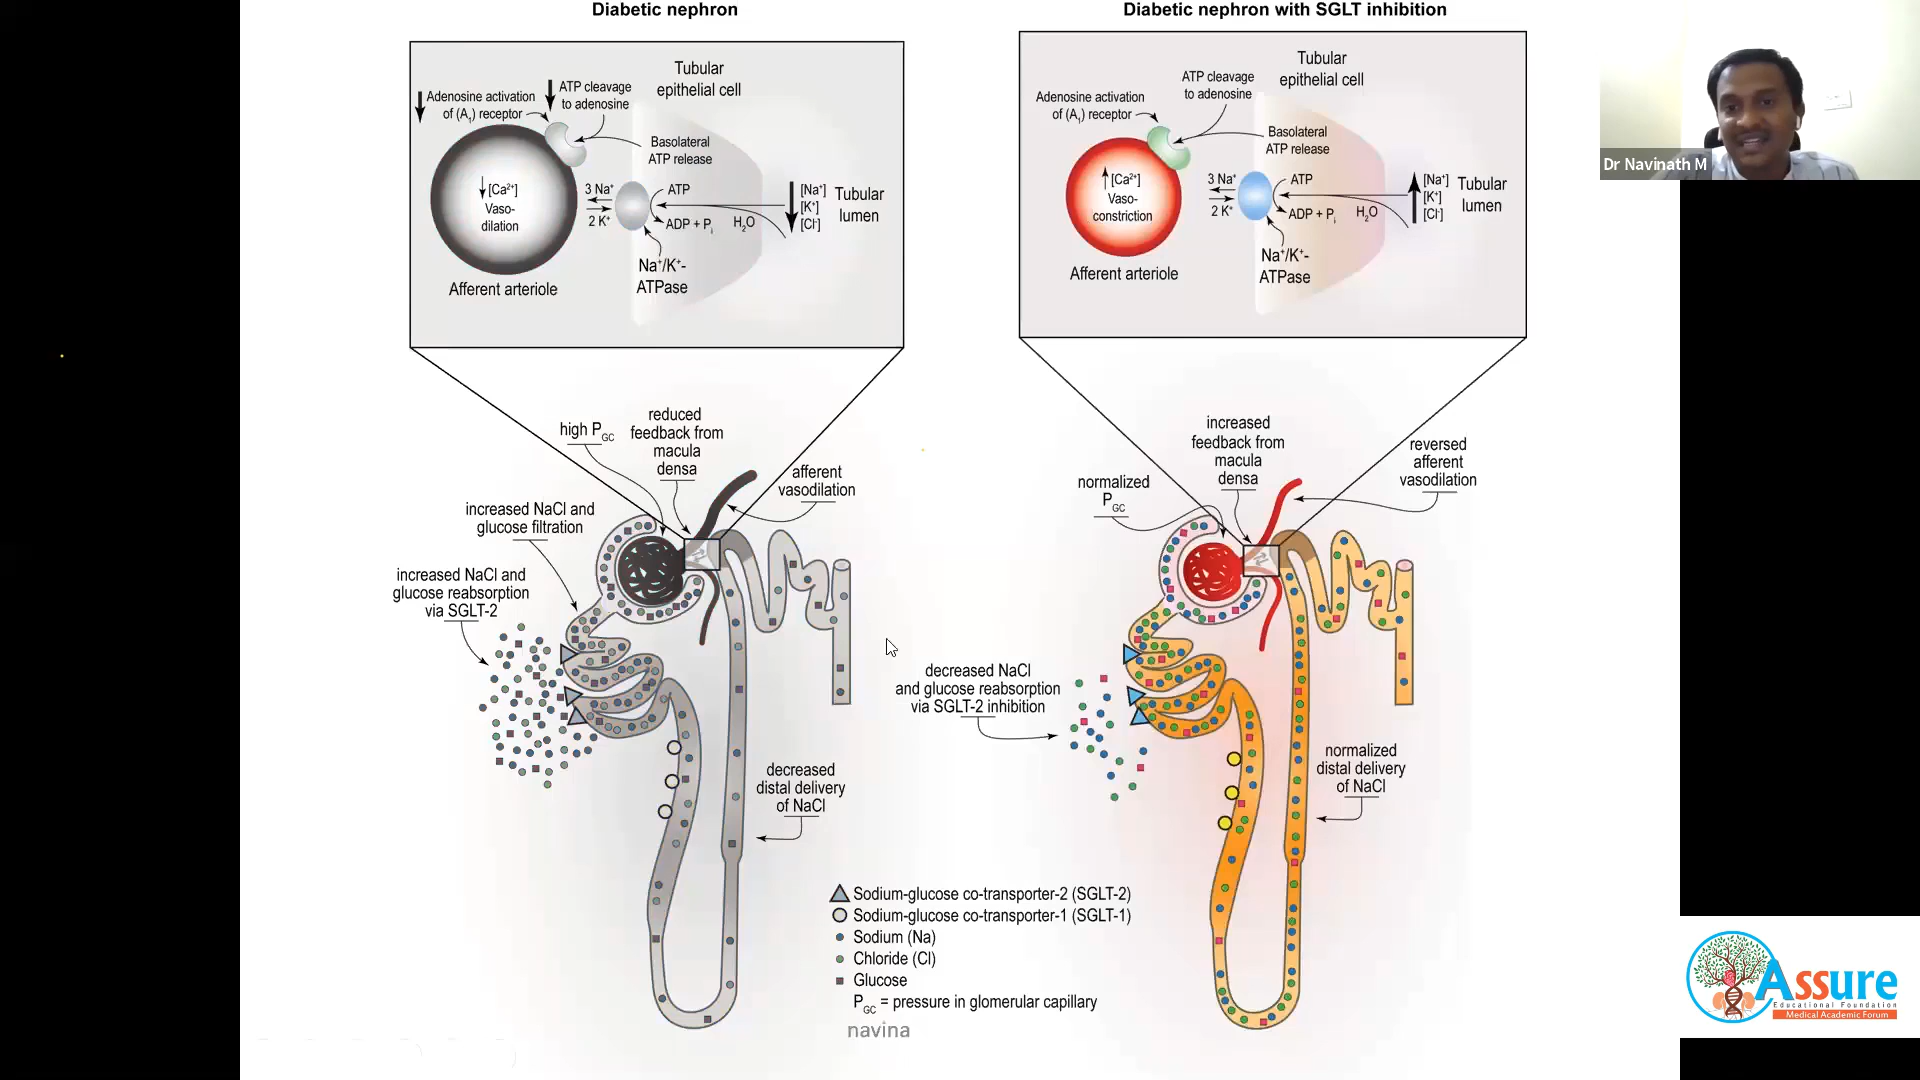 Diabetic nephron
Adenosine activation
of (A1) receptor
ATP cleavage
to adenosine
Tubular
epithelial cell
Basolateral
ATP release
[Ca2+]
Vaso-
dilation
3 Na+
2 K+
ATP
ADP + Pi
H2O
[Na+]
[K+]
[Cl-]
Tubular
lumen
Na+/K+-
ATPase
Afferent arteriole
high PGC
reduced
feedback from
macula
densa
afferent
vasodilation
increased NaCl and
glucose filtration
increased NaCl and
glucose reabsorption
via SGLT-2
decreased
distal delivery
of NaCl
Diabetic nephron with SGLT inhibition
Adenosine activation
of (A1) receptor
ATP cleavage
to adenosine
Tubular
epithelial cell
Basolateral
ATP release
[Ca2+]
Vaso-
constriction
3 Na+
2 K+
ATP
ADP + Pi
H2O
[Na+]
[K+]
[Cl-]
Tubular
lumen
Na+/K+-
ATPase
Afferent arteriole
normalized
PGC
increased
feedback from
macula
densa
reversed
afferent
vasodilation
decreased NaCl
and glucose reabsorption
via SGLT-2 inhibition
normalized
distal delivery
of NaCl
Sodium-glucose co-transporter-2 (SGLT-2)
Sodium-glucose co-transporter-1 (SGLT-1)
Sodium (Na)
Chloride (Cl)
Glucose
PGC = pressure in glomerular capillary
navina
Dr Navinath M
Assure
Educational Foundation
Medical Academic Forum